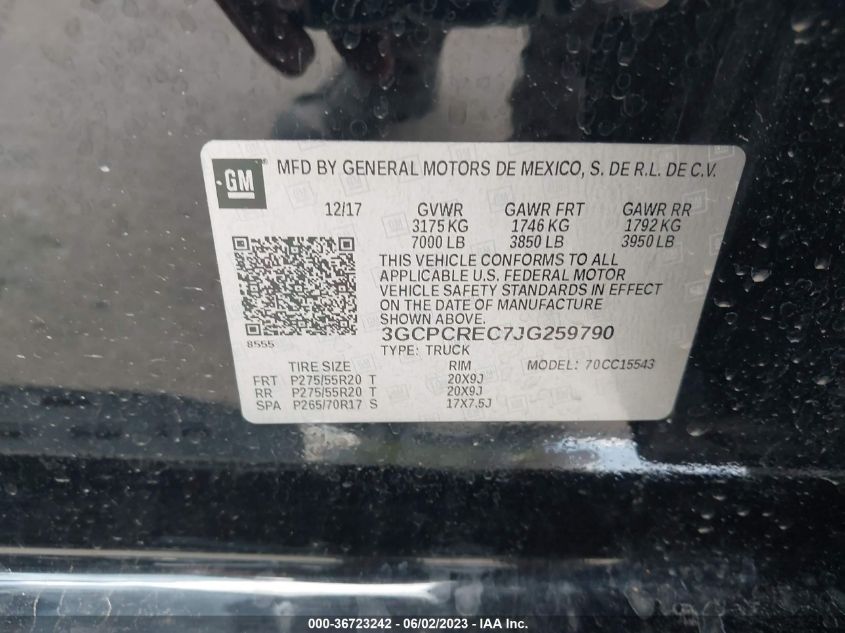 GM
MFD BY GENERAL MOTORS DE MEXICO, S. DE R.L. DE C.V.
12/17 GVWR GAWR FRT GAWR RR
3175 KG 1746 KG 1792 KG
7000 LB 3850 LB 3950 LB
THIS VEHICLE CONFORMS TO ALL
APPLICABLE U.S. FEDERAL MOTOR
VEHICLE SAFETY STANDARDS IN EFFECT
ON THE DATE OF MANUFACTURE
SHOWN ABOVE.
8555
3GCPCREC7JG259790
TYPE: TRUCK
TIRE SIZE RIM MODEL: 70CC15543
FRT P275/55R20 T 20X9J
RR P275/55R20 T 20X9J
SPA P265/70R17 S 17X7.5J
000-36723242 - 06/02/2023 - IAA Inc.